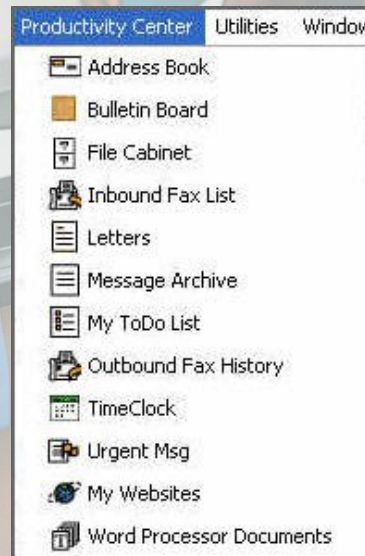 Productivity Center Utilities Window
Address Book
Bulletin Board
File Cabinet
Inbound Fax List
Letters
Message Archive
My ToDo List
Outbound Fax History
TimeClock
Urgent Msg
My Websites
Word Processor Documents